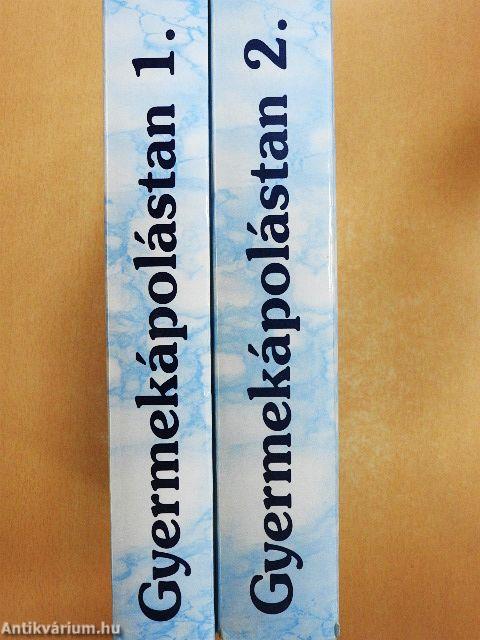 Gyermekápolástan 1.
Gyermekápolástan 2.
Antikvárium.hu